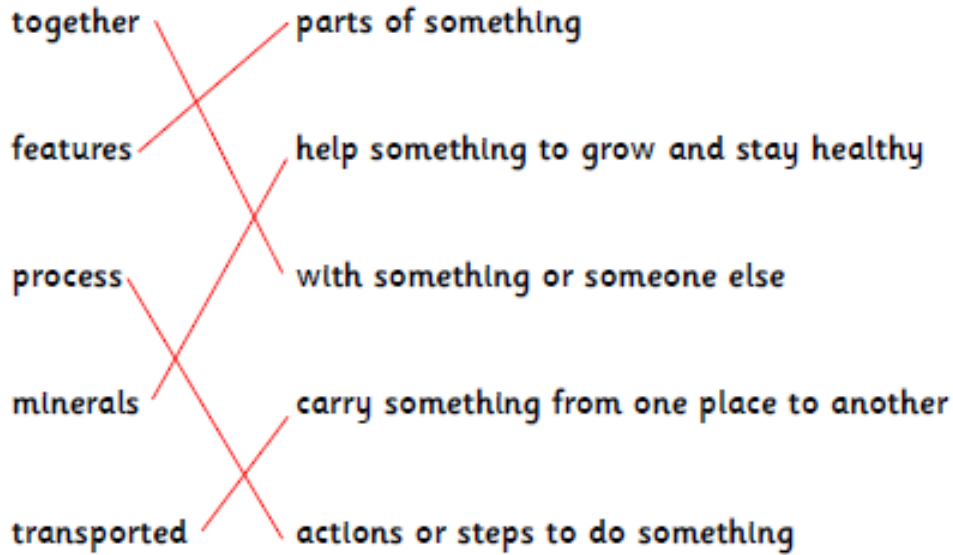 together parts of something
features help something to grow and stay healthy
process with something or someone else
minerals carry something from one place to another
transported actions or steps to do something